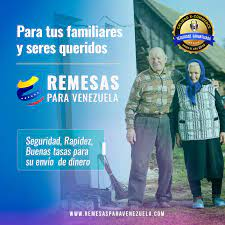 Para tus familiares
y seres queridos
REMESAS
PARA VENEZUELA
Seguridad, Rapidez,
Buenas tasas para
su envío de dinero
WWW.REMESASPARAVENEZUELA.COM